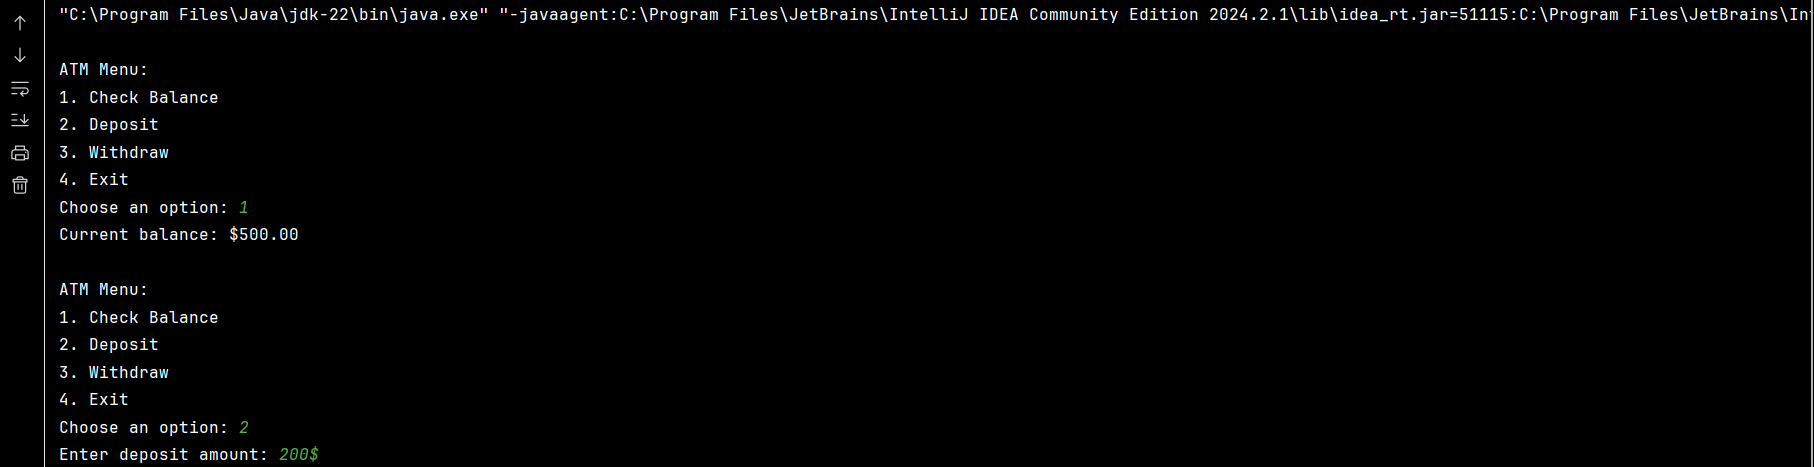 "C:\Program Files\Java\jdk-22\bin\java.exe" "-javaagent:C:\Program Files\JetBrains\IntelliJ IDEA Community Edition 2024.2.1\lib\idea_rt.jar=51115:C:\Program Files\JetBrains\In
ATM Menu:
1. Check Balance
2. Deposit
3. Withdraw
4. Exit
Choose an option: 1
Current balance: $500.00
ATM Menu:
1. Check Balance
2. Deposit
3. Withdraw
4. Exit
Choose an option: 2
Enter deposit amount: 200$